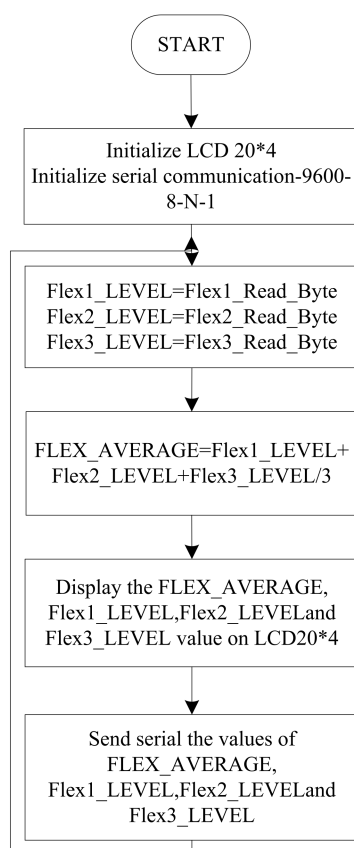 START
Initialize LCD 20*4
Initialize serial communication-9600-
8-N-1
Flex1_LEVEL=Flex1_Read_Byte
Flex2_LEVEL=Flex2_Read_Byte
Flex3_LEVEL=Flex3_Read_Byte
FLEX_AVERAGE=Flex1_LEVEL+
Flex2_LEVEL+Flex3_LEVEL/3
Display the FLEX_AVERAGE,
Flex1_LEVEL,Flex2_LEVELand
Flex3_LEVEL value on LCD20*4
Send serial the values of
FLEX_AVERAGE,
Flex1_LEVEL,Flex2_LEVELand
Flex3_LEVEL